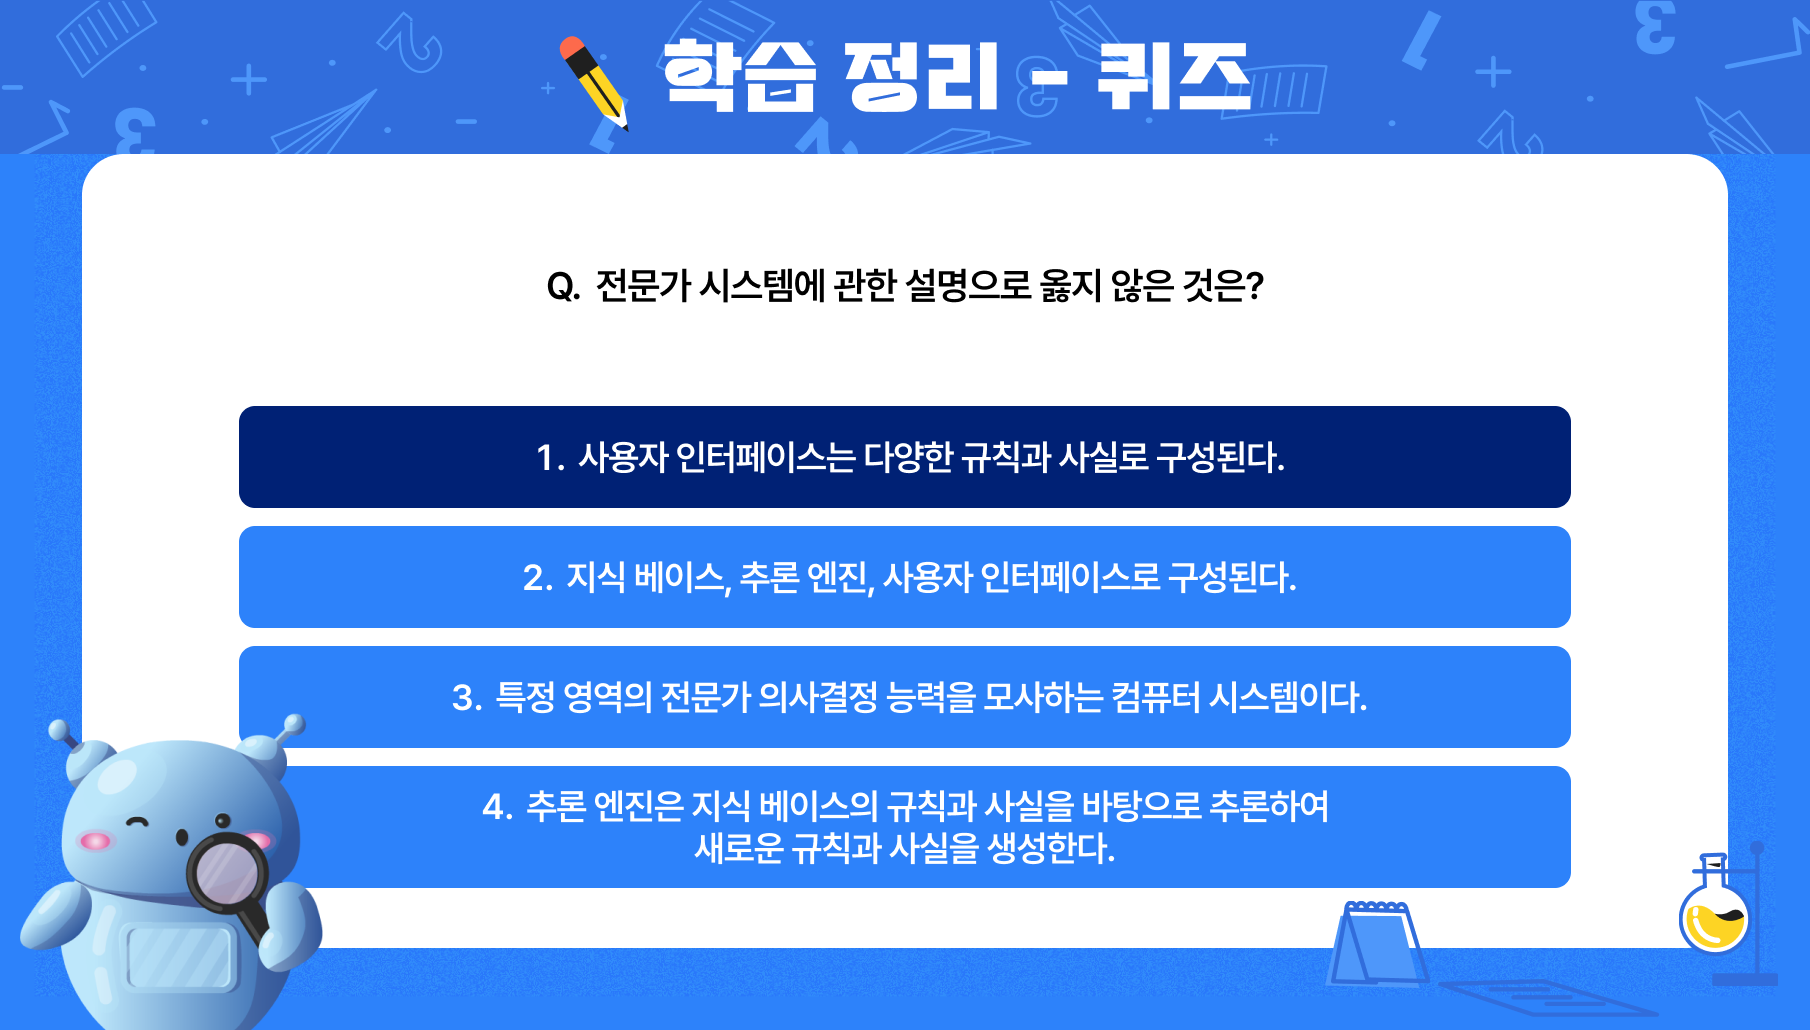 학습 정리 - 퀴즈
Q. 전문가 시스템에 관한 설명으로 옳지 않은 것은?
1. 사용자 인터페이스는 다양한 규칙과 사실로 구성된다.
2. 지식 베이스, 추론 엔진, 사용자 인터페이스로 구성된다.
3. 특정 영역의 전문가 의사결정 능력을 모사하는 컴퓨터 시스템이다.
4. 추론 엔진은 지식 베이스의 규칙과 사실을 바탕으로 추론하여
새로운 규칙과 사실을 생성한다.